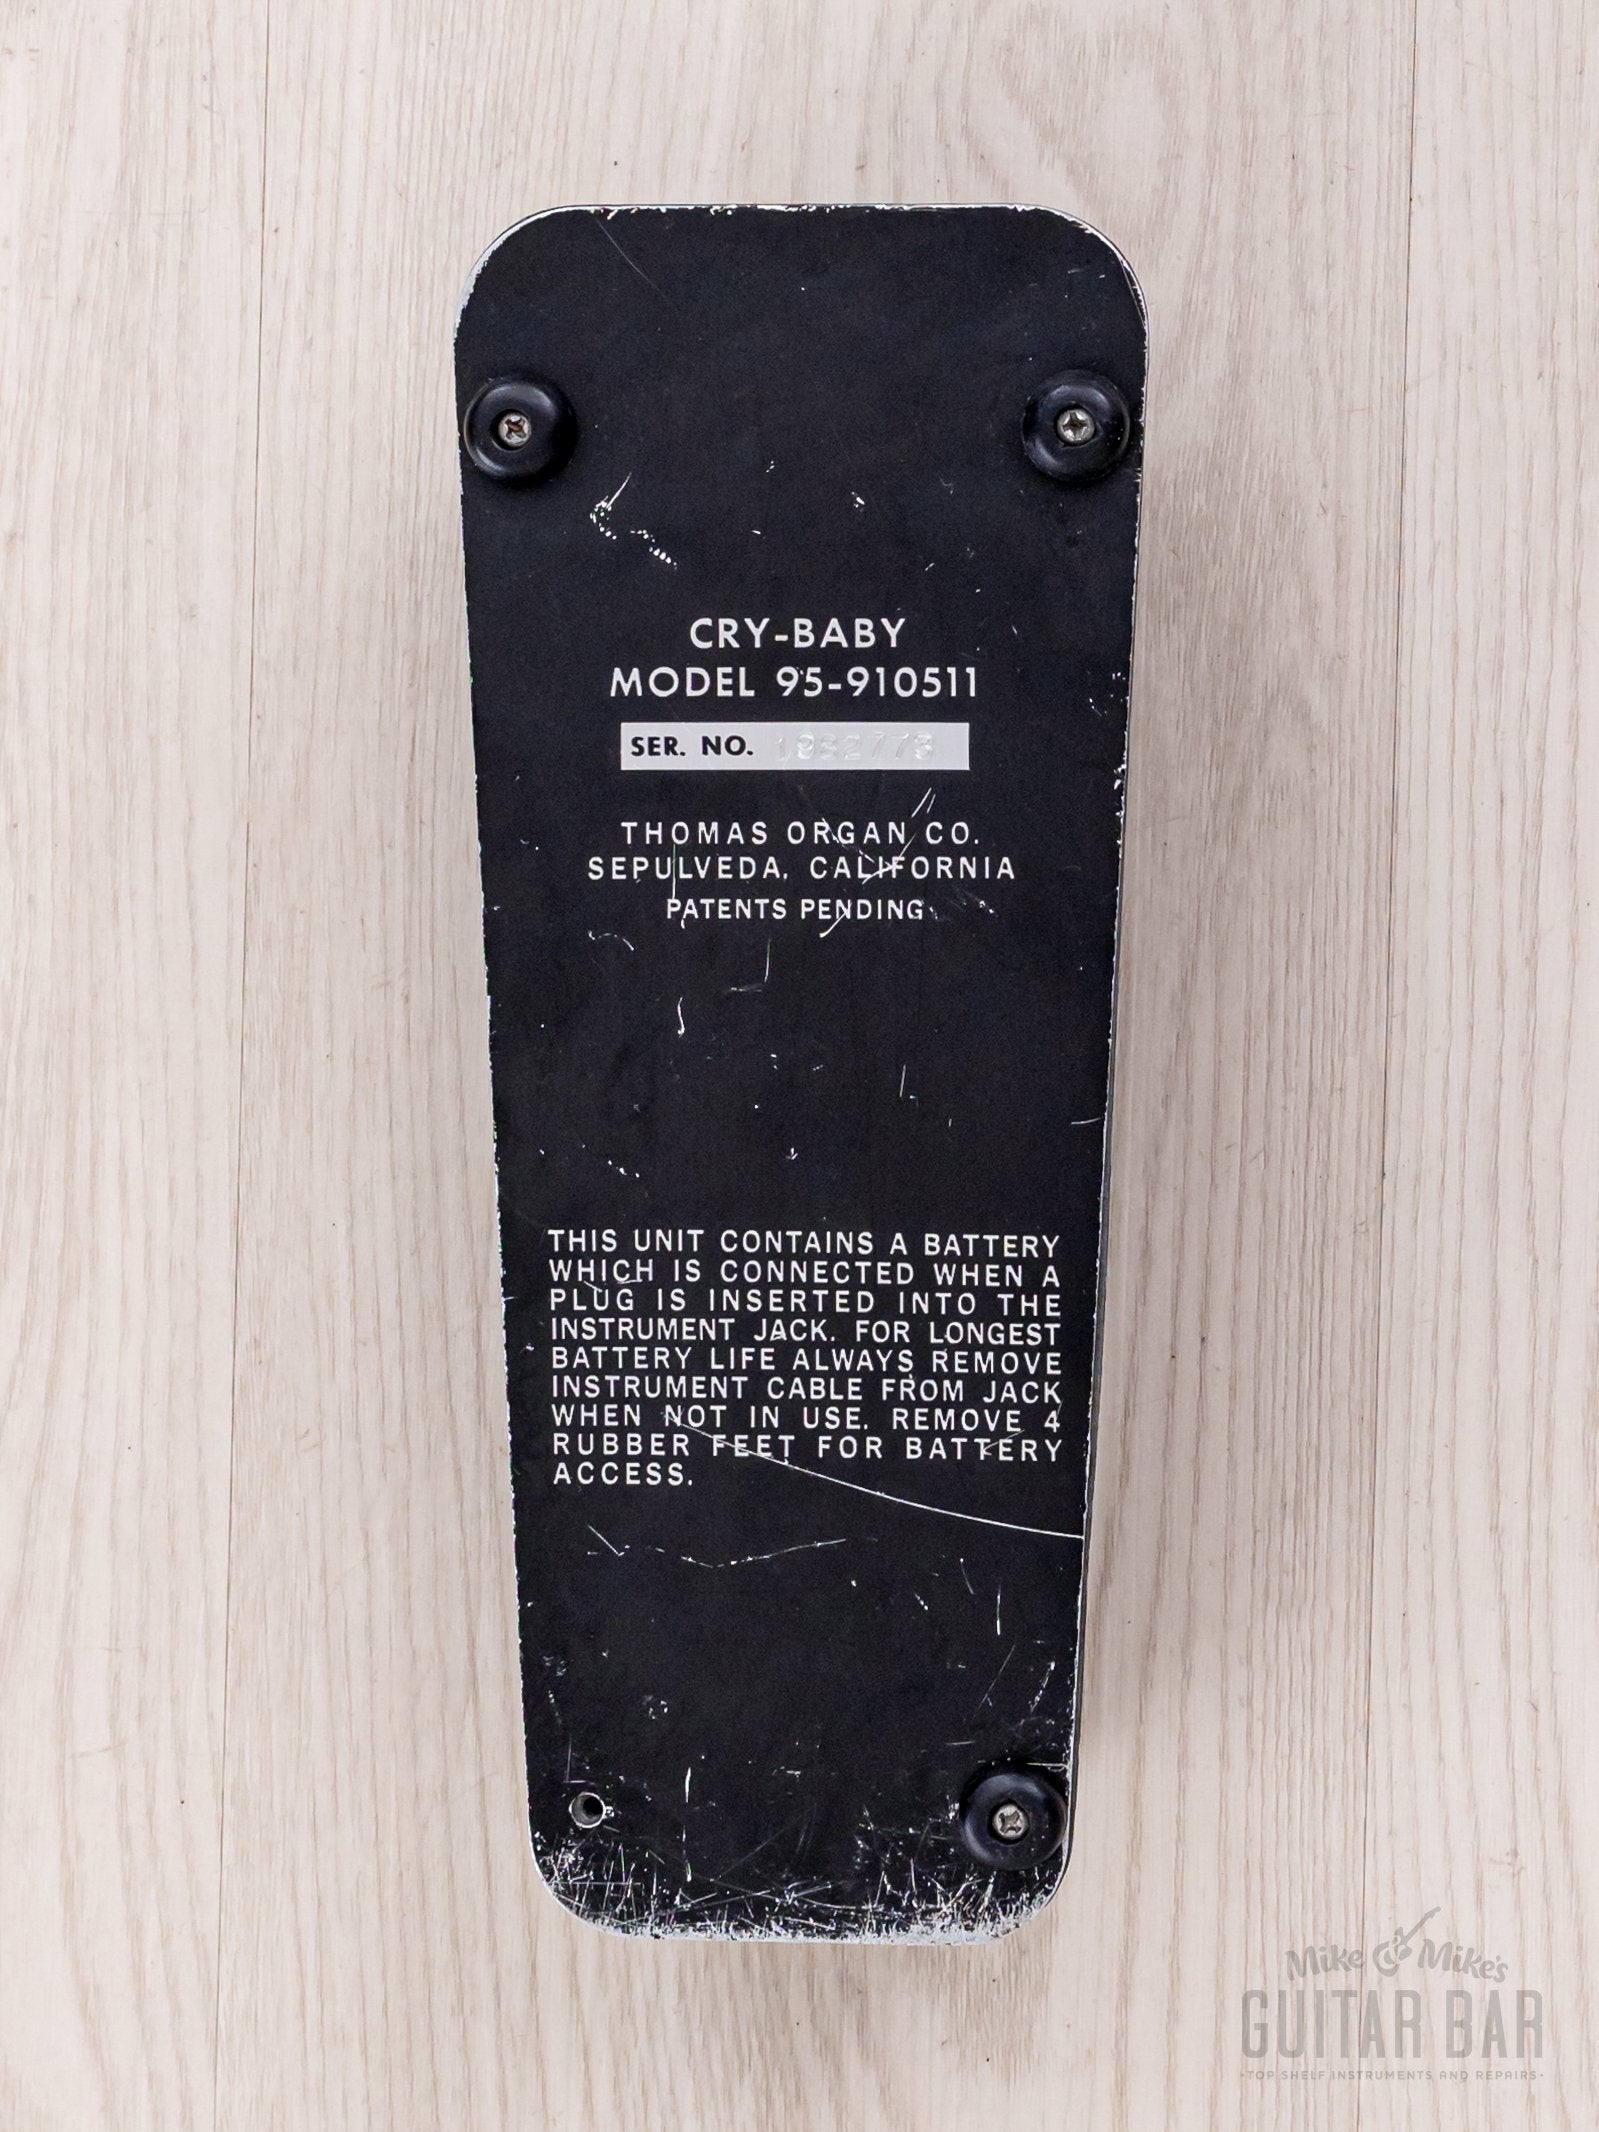 CRY-BABY
MODEL 95-910511
SER. NO.
THOMAS ORGAN CO.
SEPULVEDA, CALIFORNIA
PATENTS PENDING
THIS UNIT CONTAINS A BATTERY
WHICH IS CONNECTED WHEN A
PLUG IS INSERTED INTO THE
INSTRUMENT JACK. FOR LONGEST
BATTERY LIFE ALWAYS REMOVE
INSTRUMENT CABLE FROM JACK
WHEN NOT IN USE. REMOVE 4
RUBBER FEET FOR BATTERY
ACCESS.
Mike & Mike's
GUITAR BAR
·TOP SHELF INSTRUMENTS AND REPAIRS·